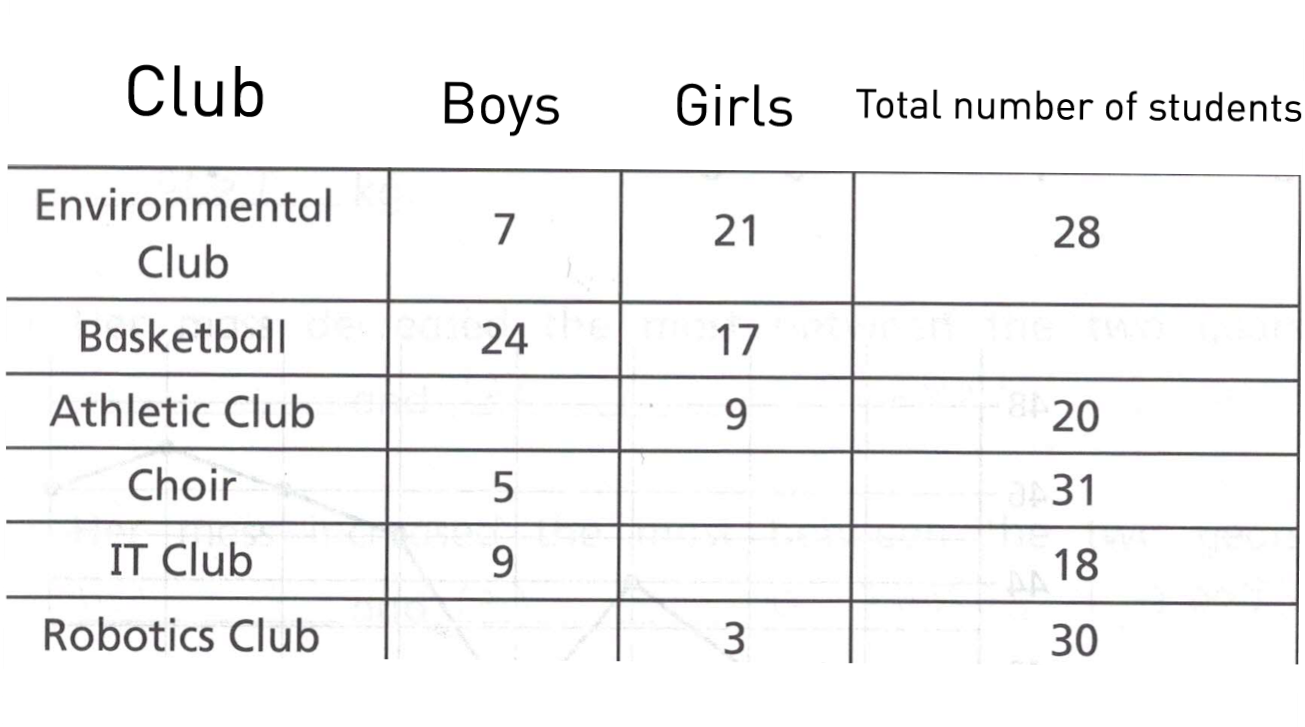 Club Boys Girls Total number of students
Environmental
Club 7 21 28
Basketball 24 17
Athletic Club 9 20
Choir 5 31
IT Club 9 18
Robotics Club 3 30